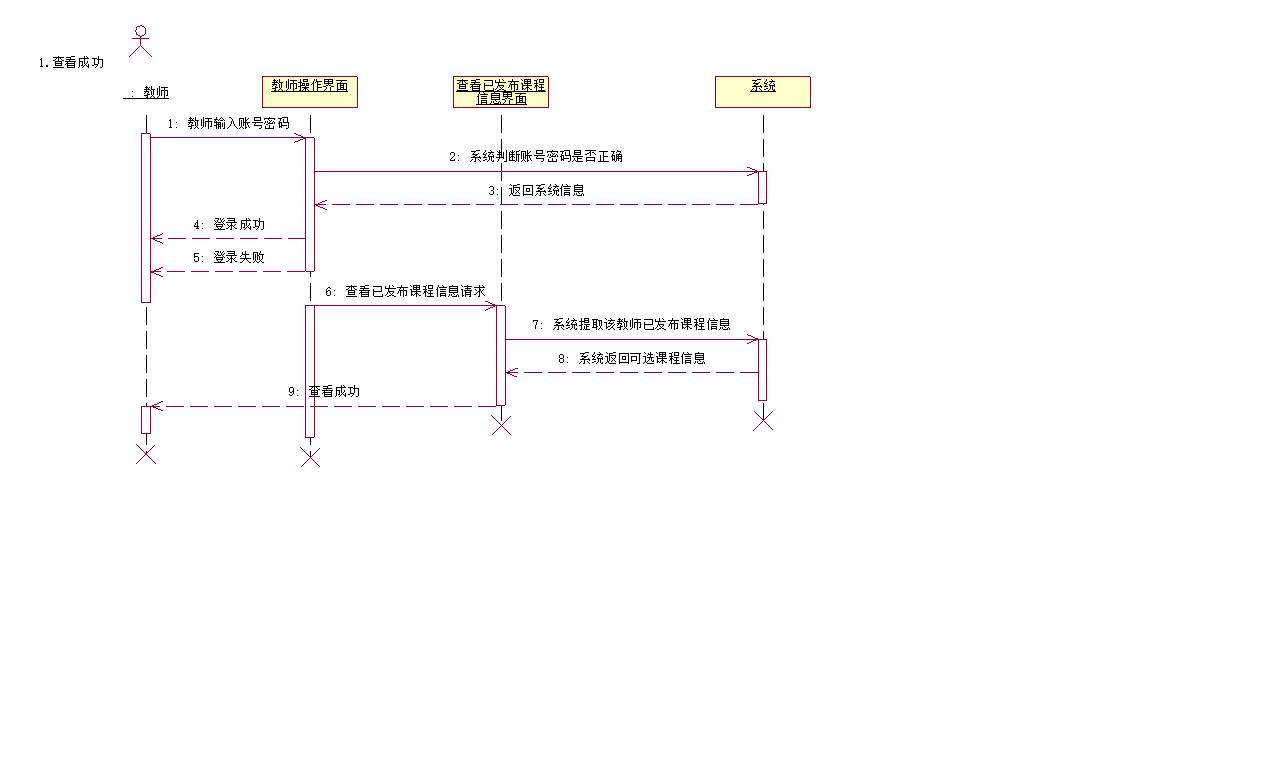 1.查看成功
: 教师
教师操作界面
查看已发布课程
信息界面
系统
1: 教师输入账号密码
2: 系统判断账号密码是否正确
3: 返回系统信息
4: 登录成功
5: 登录失败
6: 查看已发布课程信息请求
7: 系统提取该教师已发布课程信息
8: 系统返回可选课程信息
9: 查看成功